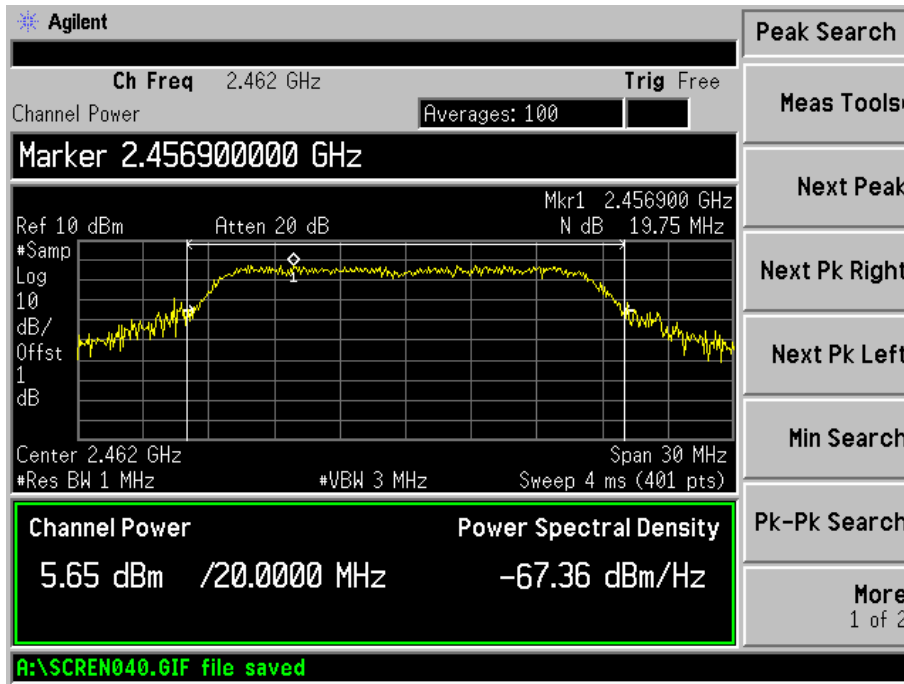 Agilent
Peak Search
Ch Freq 2.462 GHz Trig Free
Channel Power Averages: 100
Meas Tools
Marker 2.456900000 GHz
Next Peak
Mkr1 2.456900 GHz
Ref 10 dBm Atten 20 dB N dB 19.75 MHz
#Samp
Log
10
dB/
Offst
1
dB
1
Next Pk Right
Next Pk Left
Min Search
Center 2.462 GHz Span 30 MHz
#Res BW 1 MHz #VBW 3 MHz Sweep 4 ms (401 pts)
Pk-Pk Search
Channel Power Power Spectral Density
5.65 dBm /20.0000 MHz -67.36 dBm/Hz
More
1 of 2
A:\SCREN040.GIF file saved